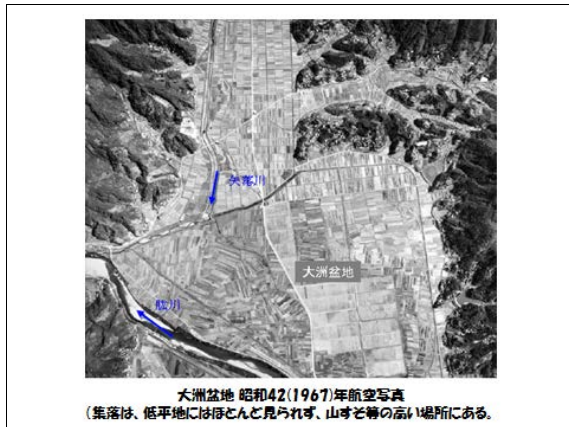 矢落川
大洲盆地
肱川
大洲盆地 昭和42(1967)年航空写真
(集落は、低平地にはほとんど見られず、山すそ等の高い場所にある。